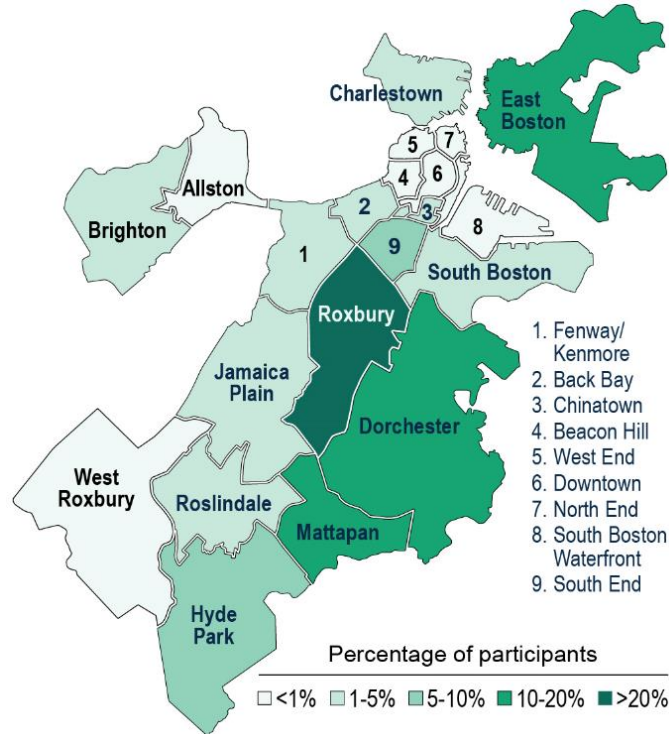 Charlestown
East
Boston
5
7
Allston
4
6
Brighton
2
3
8
1
9
South Boston
Roxbury
Jamaica
Plain
Dorchester
West
Roxbury
Roslindale
Mattapan
Hyde
Park
1. Fenway/
Kenmore
2. Back Bay
3. Chinatown
4. Beacon Hill
5. West End
6. Downtown
7. North End
8. South Boston
Waterfront
9. South End
Percentage of participants
<1% 1-5% 5-10% 10-20% >20%